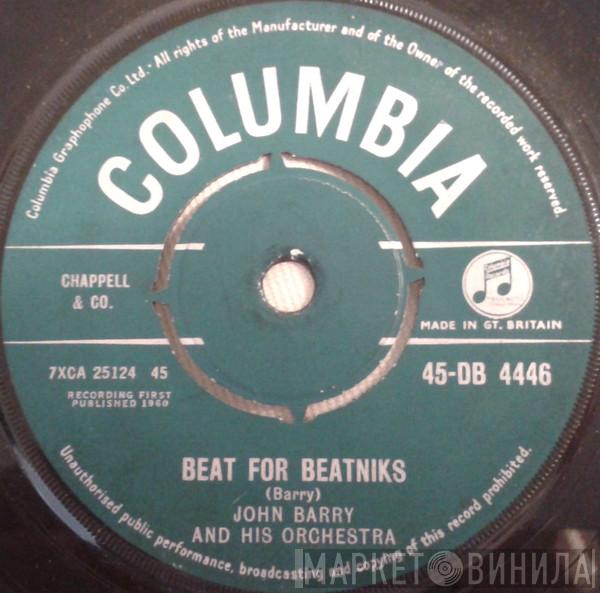 Columbia Graphophone Co. Ltd. · All rights of the Manufacturer and of the Owner of the recorded work reserved.
COLUMBIA
CHAPPELL
& CO.
MADE IN GT. BRITAIN
7XCA 25124 45
45-DB 4446
RECORDING FIRST
PUBLISHED 1960
BEAT FOR BEATNIKS
(Barry)
JOHN BARRY
AND HIS ORCHESTRA
Unauthorised public performance, broadcasting and copying of this record prohibited.
МАРКЕТ ВИНИЛА